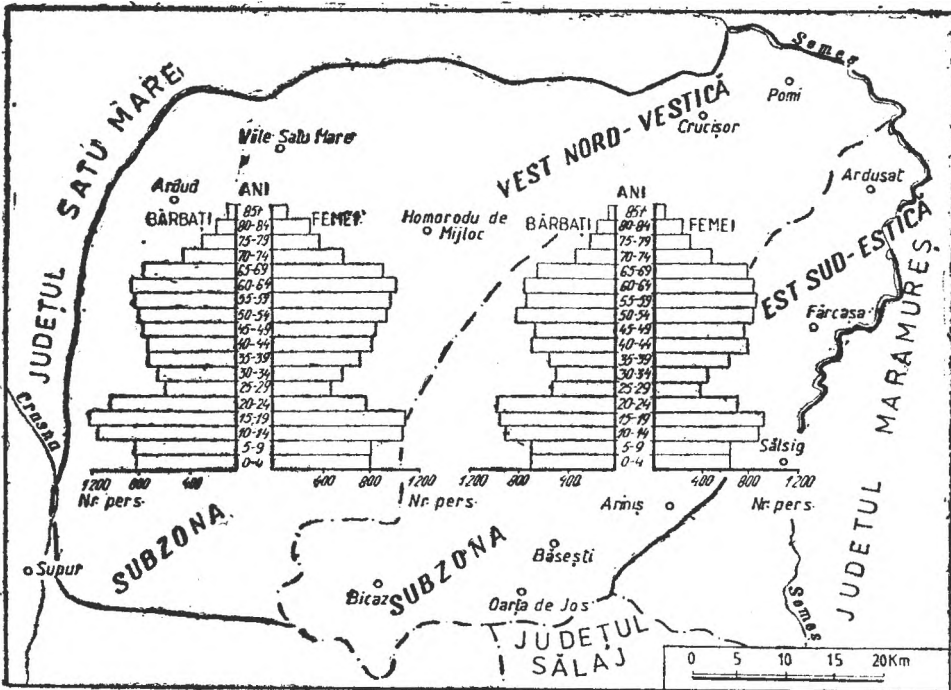 Someș
Pomi
Crucișor
VEST NORD-VESTICĂ
JUDEȚUL SATU MARE
Viile Satu Mare
Ardud
Ardusat
ANI
BĂRBAȚI
FEMEI
85+
80-84
75-79
70-74
65-69
60-64
55-59
50-54
45-49
40-44
35-39
30-34
25-29
20-24
15-19
10-14
5-9
0-4
1200 800 400
600 800 1200
Nr. pers.
Nr. pers.
Homorodu de
Mijloc
ANI
BĂRBAȚI
FEMEI
85+
80-84
75-79
70-74
65-69
60-64
55-59
50-54
45-49
40-44
35-39
30-34
25-29
20-24
15-19
10-14
5-9
0-4
1200 800 400
400 800 1200
Nr. pers.
Nr. pers.
EST SUD-ESTICĂ
Fărcașa
JUDEȚUL MARAMUREȘ
Crasna
Sălsig
Ariniș
SUBZONA
SUBZONA
Supur
Băsești
Bicaz
Oarța de Jos
Someș
JUDEȚUL
SĂLAJ
0 5 10 15 20Km